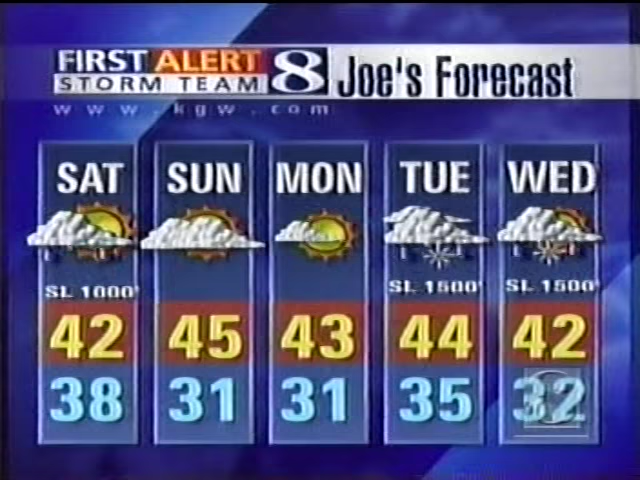 FIRST ALERT 8
STORM TEAM
Joe's Forecast
www.kgw.com
SAT SUN MON TUE WED
SL 1000' SL 1500' SL 1500'
42 45 43 44 42
38 31 31 35 32